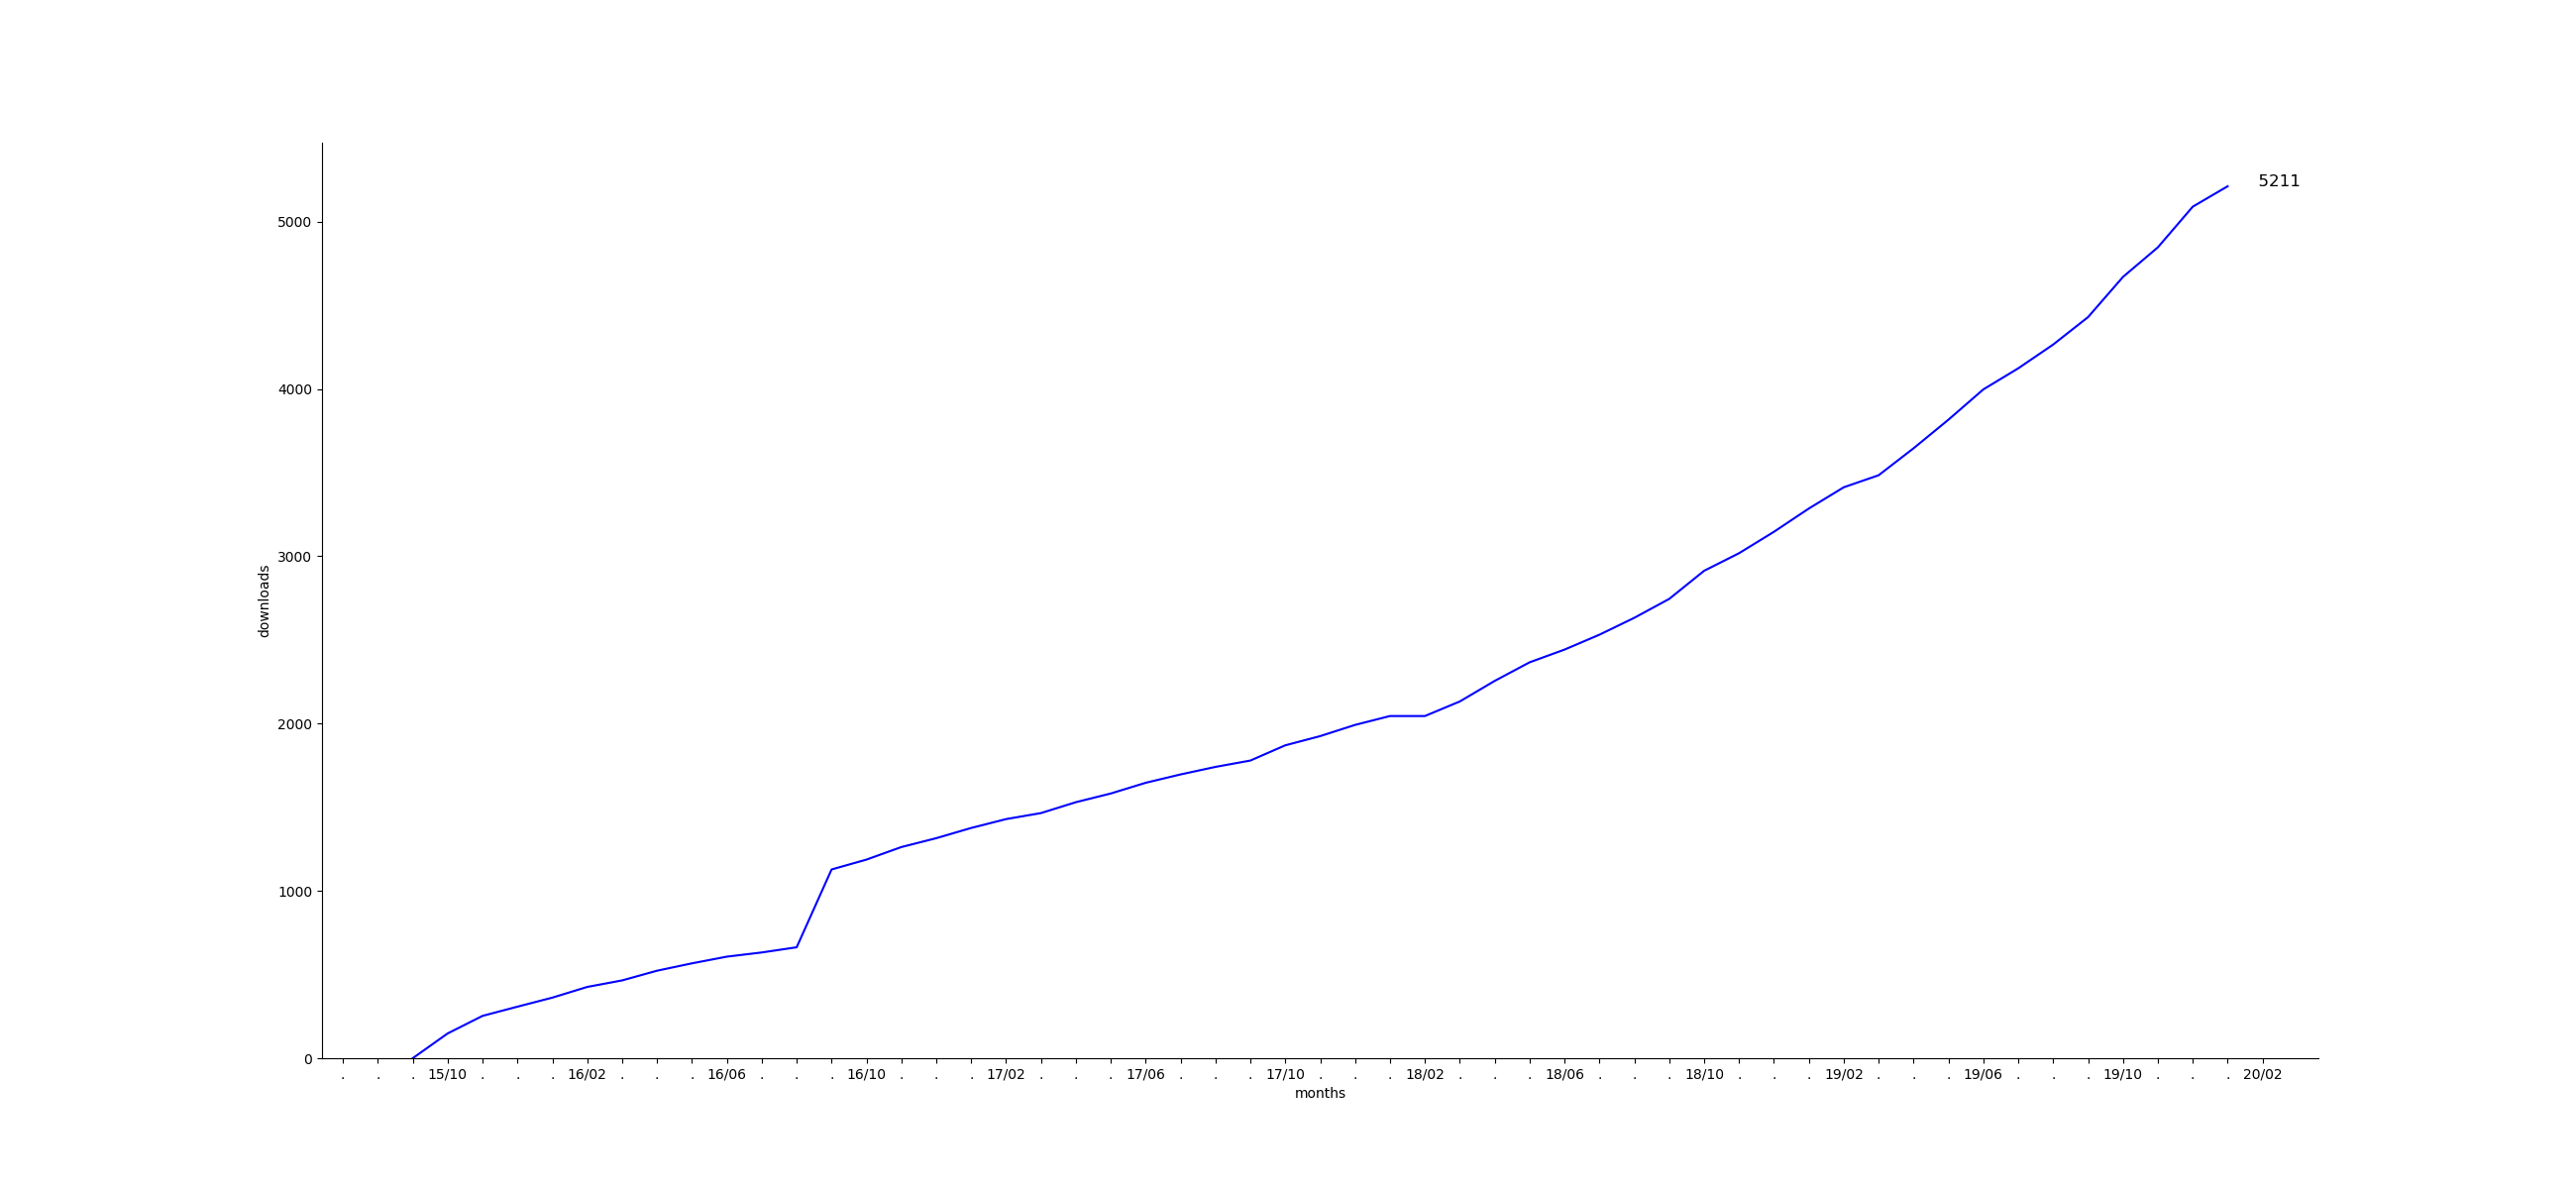 5211
5000
4000
3000
2000
1000
0
downloads
. . . 15/10 . . . 16/02 . . . 16/06 . . . 16/10 . . . 17/02 . . . 17/06 . . . 17/10 . . . 18/02 . . . 18/06 . . . 18/10 . . . 19/02 . . . 19/06 . . . 19/10 . . . 20/02
months